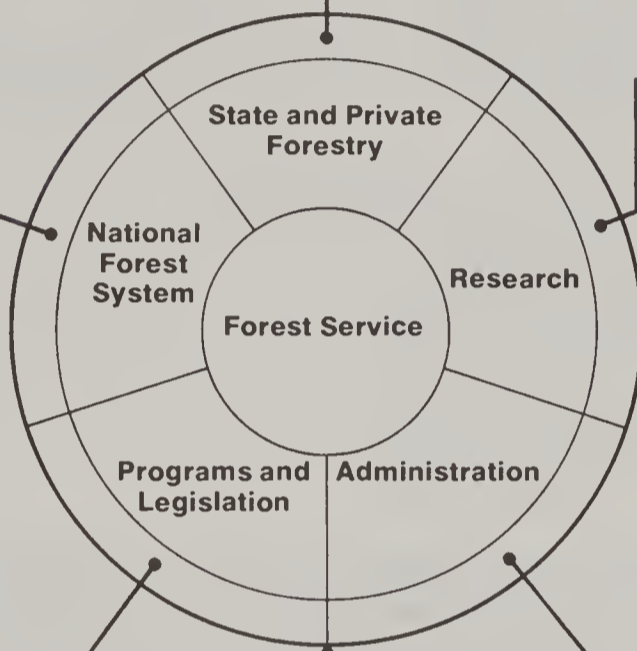 State and Private
Forestry
National
Forest
System
Research
Forest Service
Programs and
Legislation
Administration